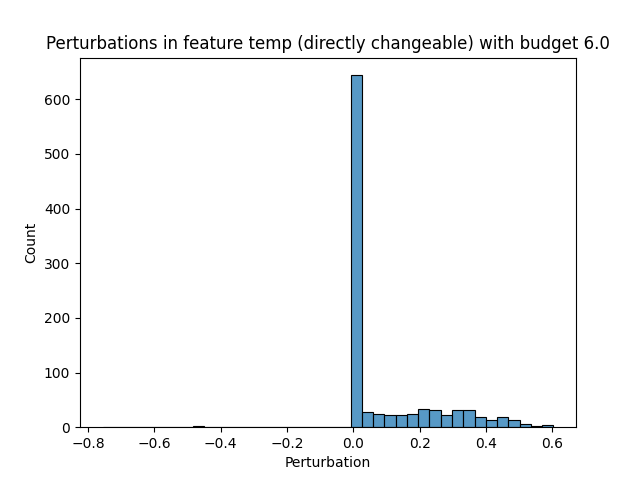 Perturbations in feature temp (directly changeable) with budget 6.0
600
500
400
300
200
100
0
Count
−0.8 −0.6 −0.4 −0.2 0.0 0.2 0.4 0.6
Perturbation